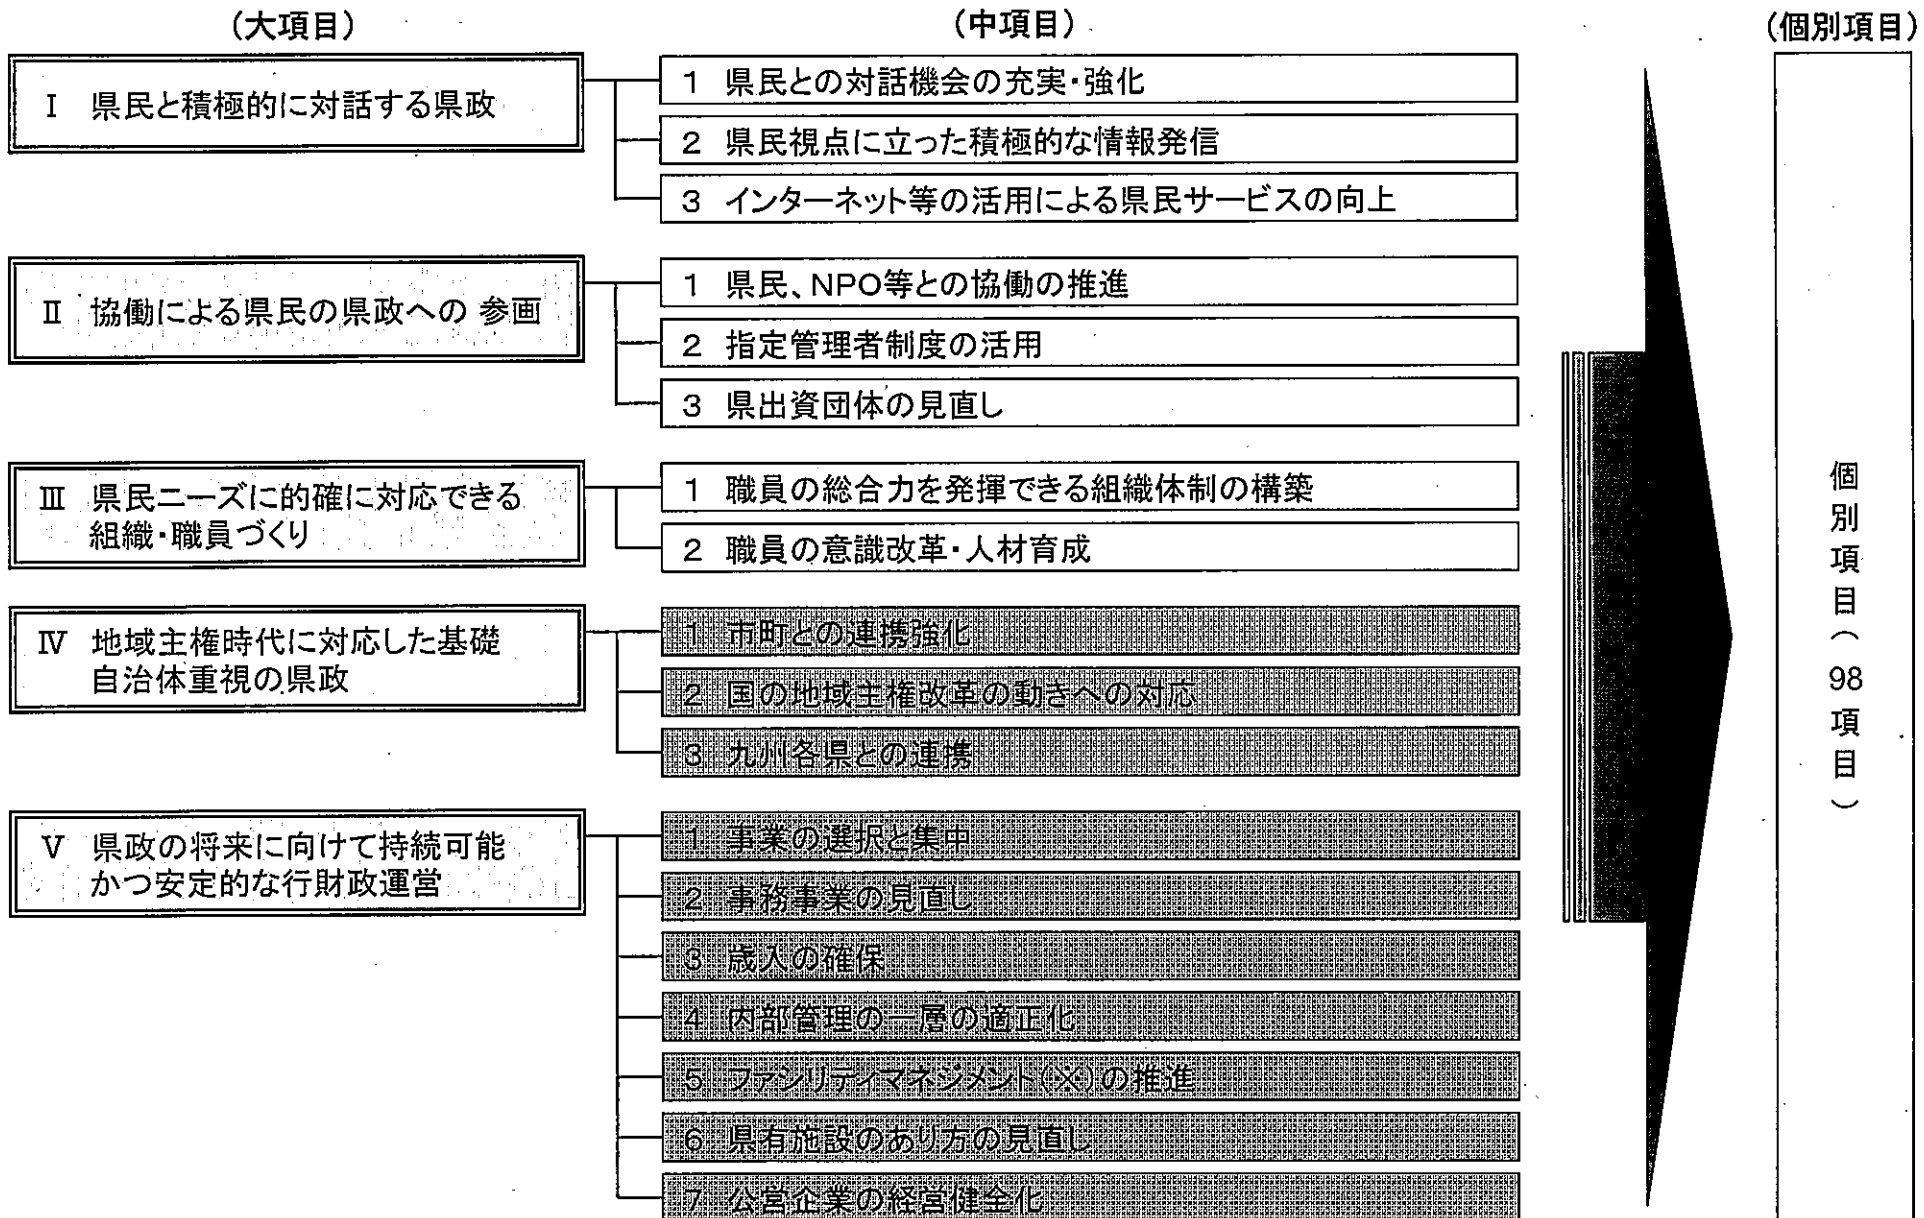 (大項目)
(中項目)
(個別項目)
Ⅰ 県民と積極的に対話する県政
1 県民との対話機会の充実・強化
2 県民視点に立った積極的な情報発信
3 インターネット等の活用による県民サービスの向上
Ⅱ 協働による県民の県政への 参画
1 県民、NPO等との協働の推進
2 指定管理者制度の活用
3 県出資団体の見直し
Ⅲ 県民ニーズに的確に対応できる
組織・職員づくり
1 職員の総合力を発揮できる組織体制の構築
2 職員の意識改革・人材育成
Ⅳ 地域主権時代に対応した基礎
自治体重視の県政
1 市町との連携強化
2 国の地域主権改革の動きへの対応
3 九州各県との連携
Ⅴ 県政の将来に向けて持続可能
かつ安定的な行財政運営
1 事業の選択と集中
2 事務事業の見直し
3 歳入の確保
4 内部管理の一層の適正化
5 ファシリティマネジメント(※)の推進
6 県有施設のあり方の見直し
7 公営企業の経営健全化
個別項目(98項目)